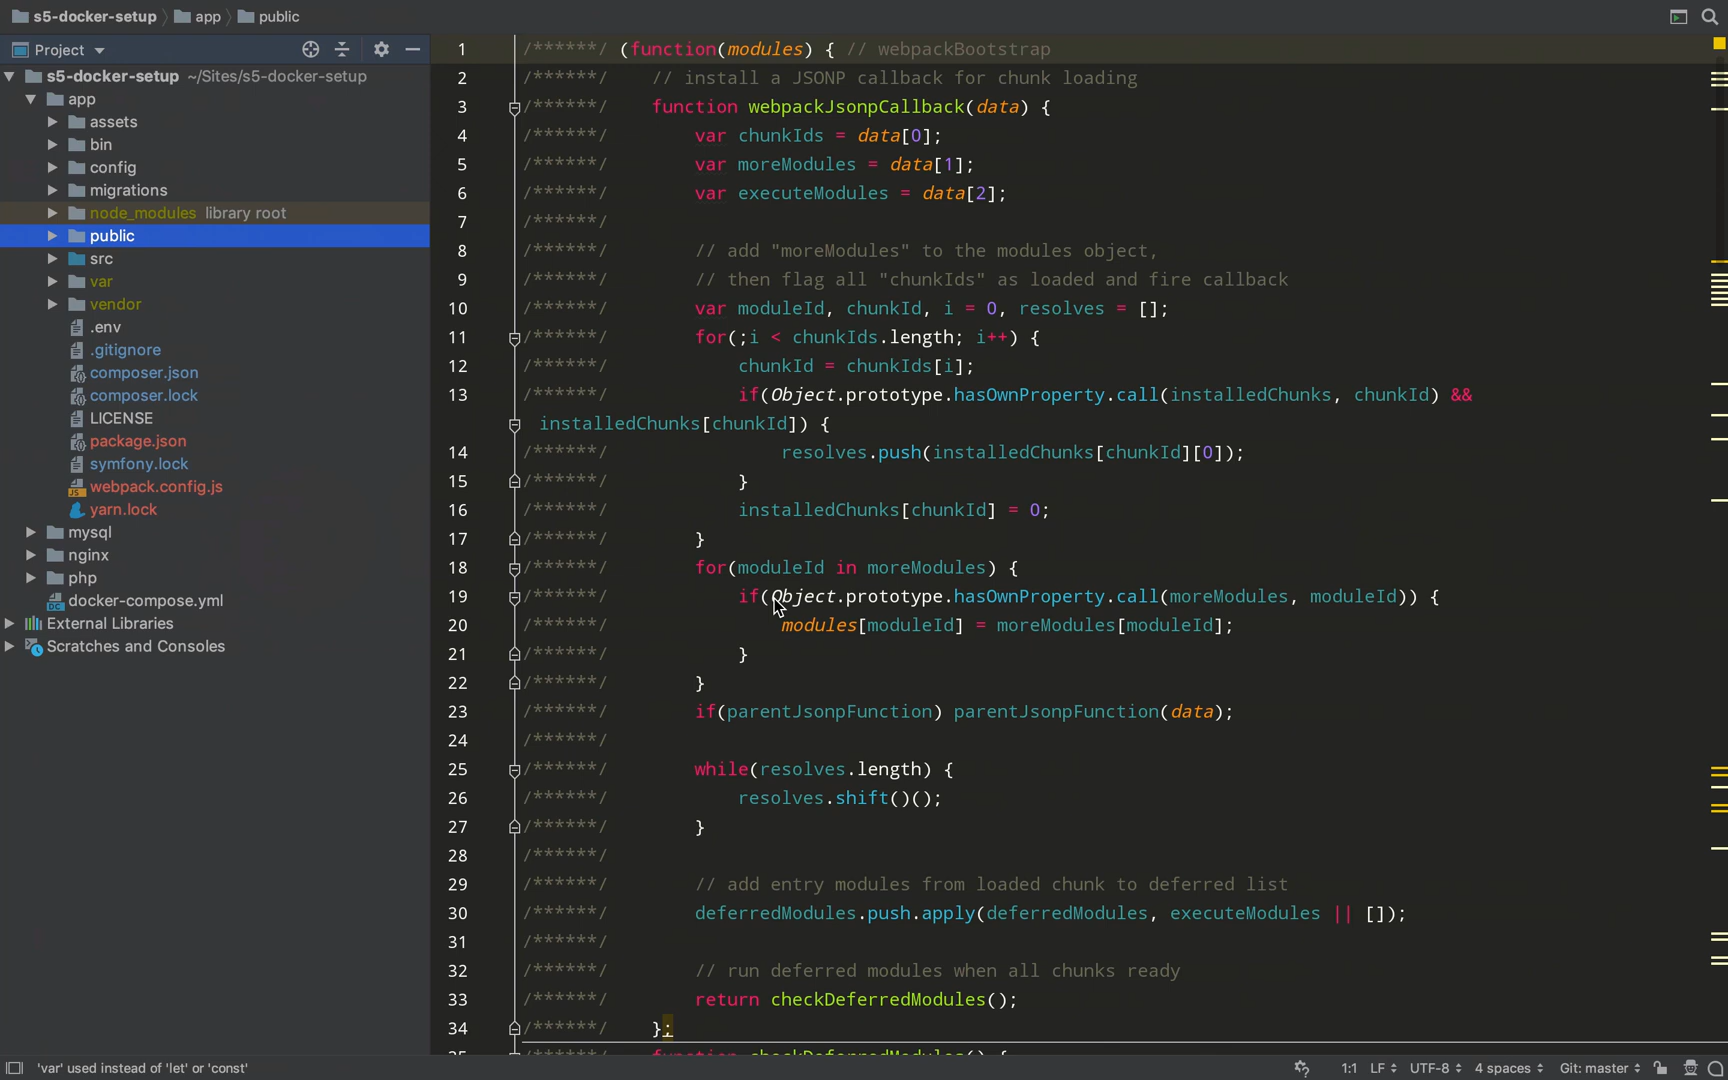 s5-docker-setup app public
Project
s5-docker-setup ~/Sites/s5-docker-setup
app
assets
bin
config
migrations
node_modules library root
public
src
var
vendor
.env
.gitignore
composer.json
composer.lock
LICENSE
package.json
symfony.lock
webpack.config.js
yarn.lock
mysql
nginx
php
docker-compose.yml
External Libraries
Scratches and Consoles
1 /******/ (function(modules) { // webpackBootstrap
2 /******/ // install a JSONP callback for chunk loading
3 /******/ function webpackJsonpCallback(data) {
4 /******/ var chunkIds = data[0];
5 /******/ var moreModules = data[1];
6 /******/ var executeModules = data[2];
7 /******/
8 /******/ // add "moreModules" to the modules object,
9 /******/ // then flag all "chunkIds" as loaded and fire callback
10 /******/ var moduleId, chunkId, i = 0, resolves = [];
11 /******/ for(;i < chunkIds.length; i++) {
12 /******/ chunkId = chunkIds[i];
13 /******/ if(Object.prototype.hasOwnProperty.call(installedChunks, chunkId) &&
installedChunks[chunkId]) {
14 /******/ resolves.push(installedChunks[chunkId][0]);
15 /******/ }
16 /******/ installedChunks[chunkId] = 0;
17 /******/ }
18 /******/ for(moduleId in moreModules) {
19 /******/ if(Object.prototype.hasOwnProperty.call(moreModules, moduleId)) {
20 /******/ modules[moduleId] = moreModules[moduleId];
21 /******/ }
22 /******/ }
23 /******/ if(parentJsonpFunction) parentJsonpFunction(data);
24 /******/
25 /******/ while(resolves.length) {
26 /******/ resolves.shift()();
27 /******/ }
28 /******/
29 /******/ // add entry modules from loaded chunk to deferred list
30 /******/ deferredModules.push.apply(deferredModules, executeModules || []);
31 /******/
32 /******/ // run deferred modules when all chunks ready
33 /******/ return checkDeferredModules();
34 /******/ };
35 /******/ function checkDeferredModules() {
'var' used instead of 'let' or 'const' 1:1 LF UTF-8 4 spaces Git: master